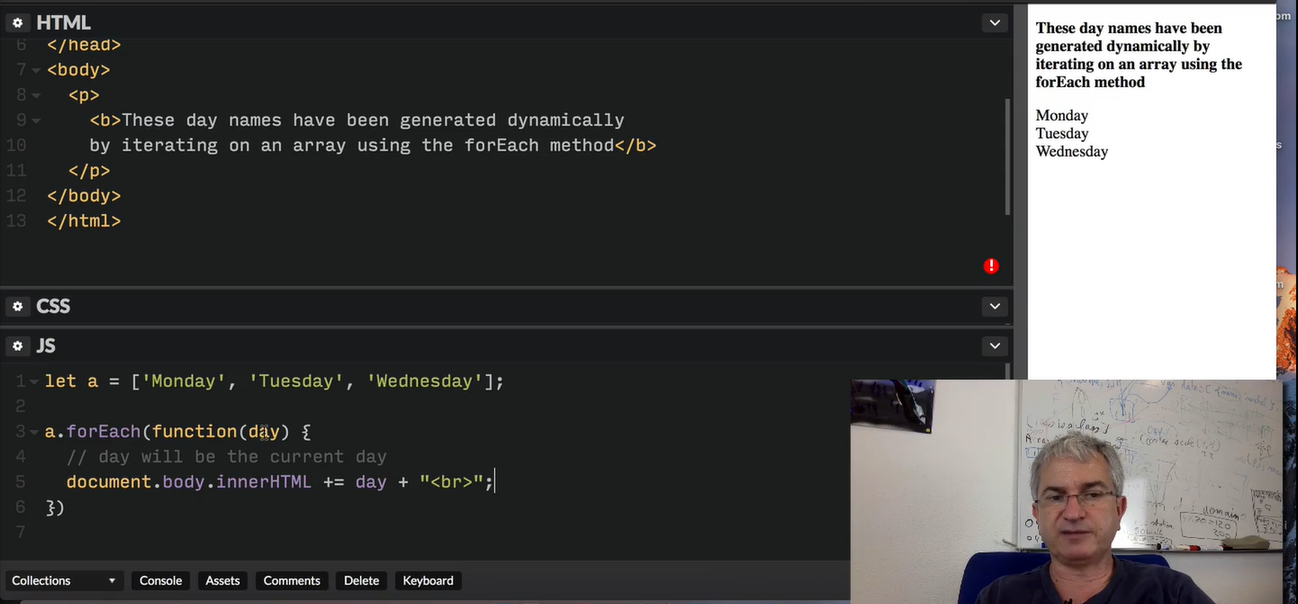 HTML
6 </head>
7 <body>
8 <p>
9 <b>These day names have been generated dynamically
10 by iterating on an array using the forEach method</b>
11 </p>
12 </body>
13 </html>
CSS
JS
1 let a = ['Monday', 'Tuesday', 'Wednesday'];
2
3 a.forEach(function(day) {
4 // day will be the current day
5 document.body.innerHTML += day + "<br>";
6 })
7
Collections Console Assets Comments Delete Keyboard
These day names have been
generated dynamically by
iterating on an array using the
forEach method
Monday
Tuesday
Wednesday
om
s
m
domain